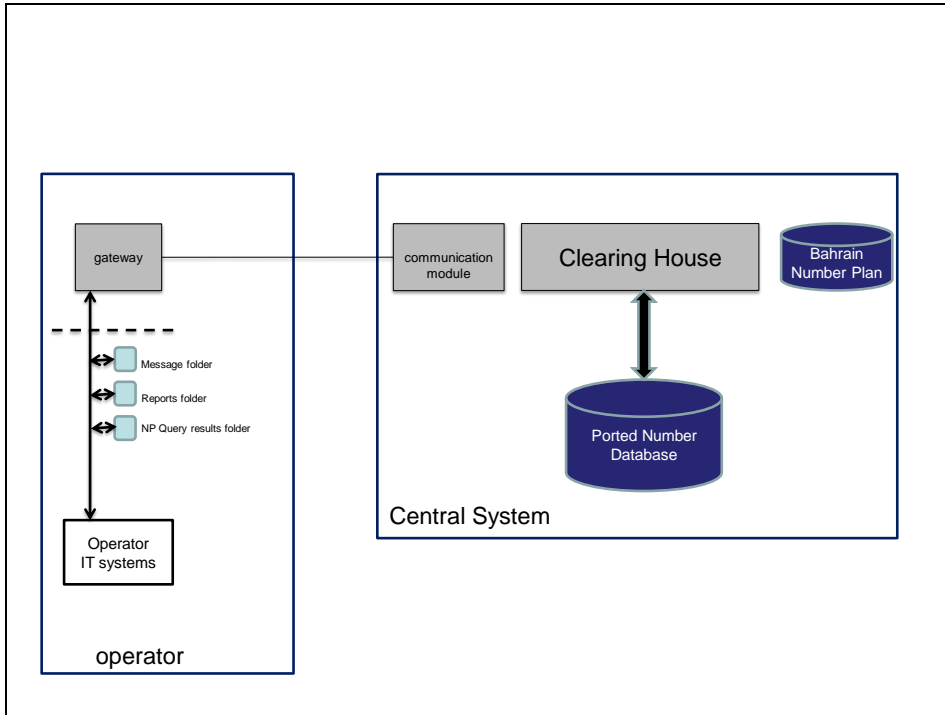 gateway
communication
module
Clearing House
Bahrain
Number Plan
Message folder
Reports folder
NP Query results folder
Ported Number
Database
Central System
Operator
IT systems
operator